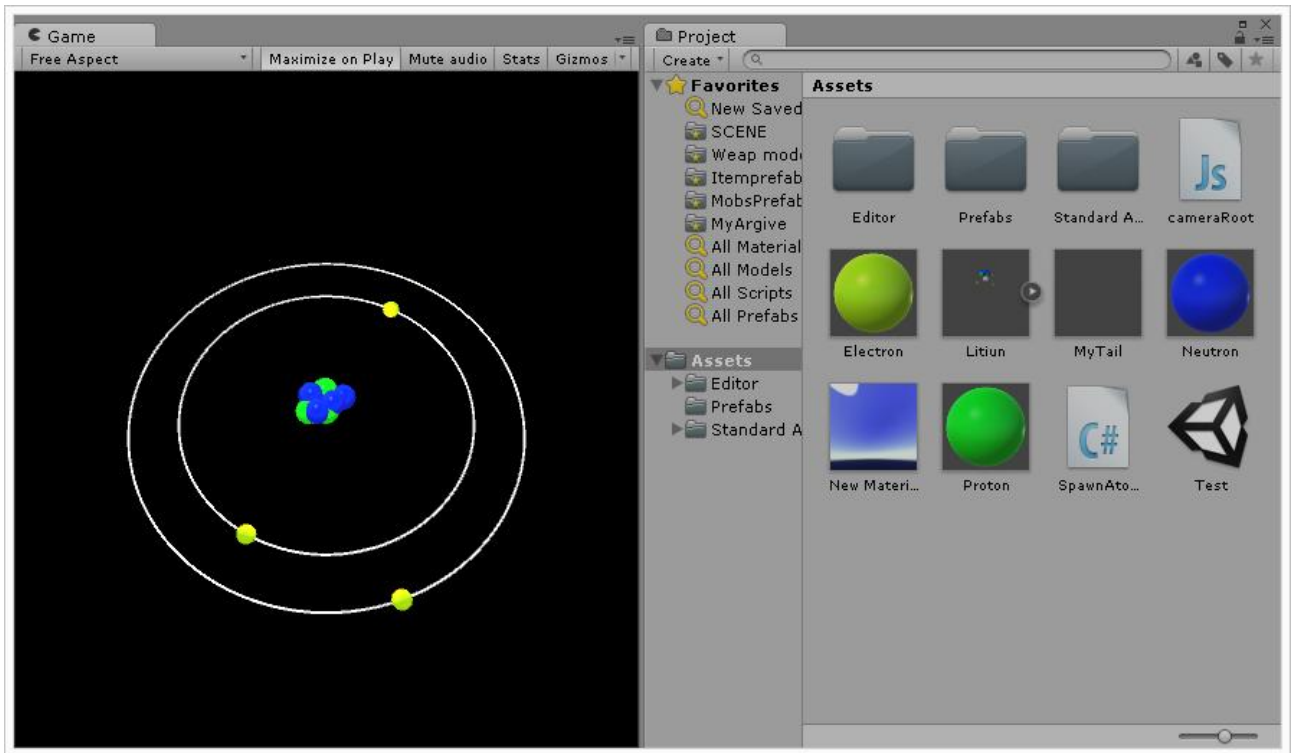 Game
Free Aspect Maximize on Play Mute audio Stats Gizmos
Project
Create
Favorites
New Saved
SCENE
Weap mode
Itemprefab
MobsPrefab
MyArgive
All Material
All Models
All Scripts
All Prefabs
Assets
Editor
Prefabs
Standard A
Assets
Editor Prefabs Standard A... Js cameraRoot
Electron Litiun MyTail Neutron
New Materi... Proton C# SpawnAto... Test